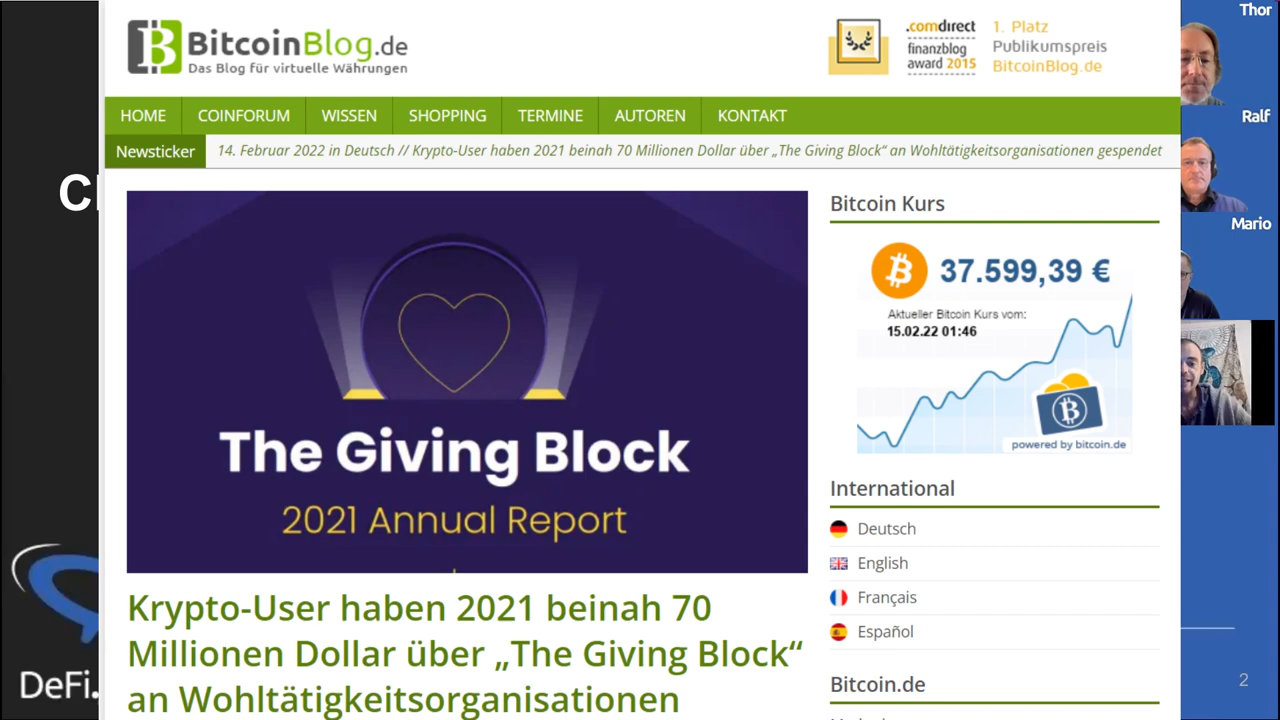 BitcoinBlog.de
Das Blog für virtuelle Währungen
.comdirect
finanzblog
award 2015
1. Platz
Publikumspreis
BitcoinBlog.de
HOME COINFORUM WISSEN SHOPPING TERMINE AUTOREN KONTAKT
Newsticker 14. Februar 2022 in Deutsch // Krypto-User haben 2021 beinah 70 Millionen Dollar über „The Giving Block“ an Wohltätigkeitsorganisationen gespendet
The Giving Block
2021 Annual Report
Krypto-User haben 2021 beinah 70
Millionen Dollar über „The Giving Block“
an Wohltätigkeitsorganisationen
Bitcoin Kurs
37.599,39 €
Aktueller Bitcoin Kurs vom:
15.02.22 01:46
powered by bitcoin.de
International
Deutsch
English
Français
Español
Bitcoin.de
Thor
Ralf
Mario
DeFi.
2